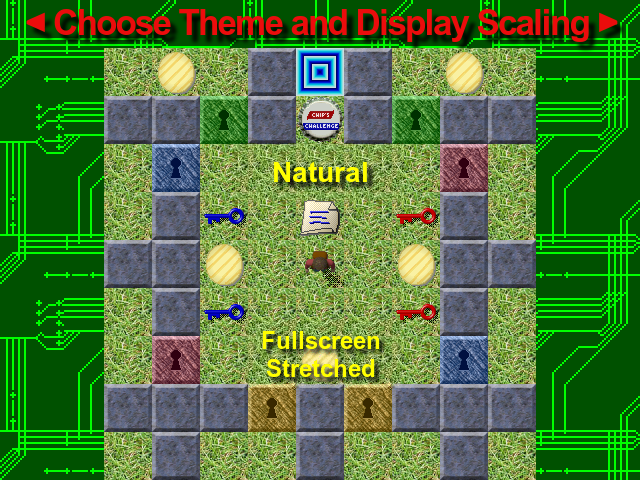 Choose Theme and Display Scaling
CHIP'S
CHALLENGE
Natural
Fullscreen
Stretched